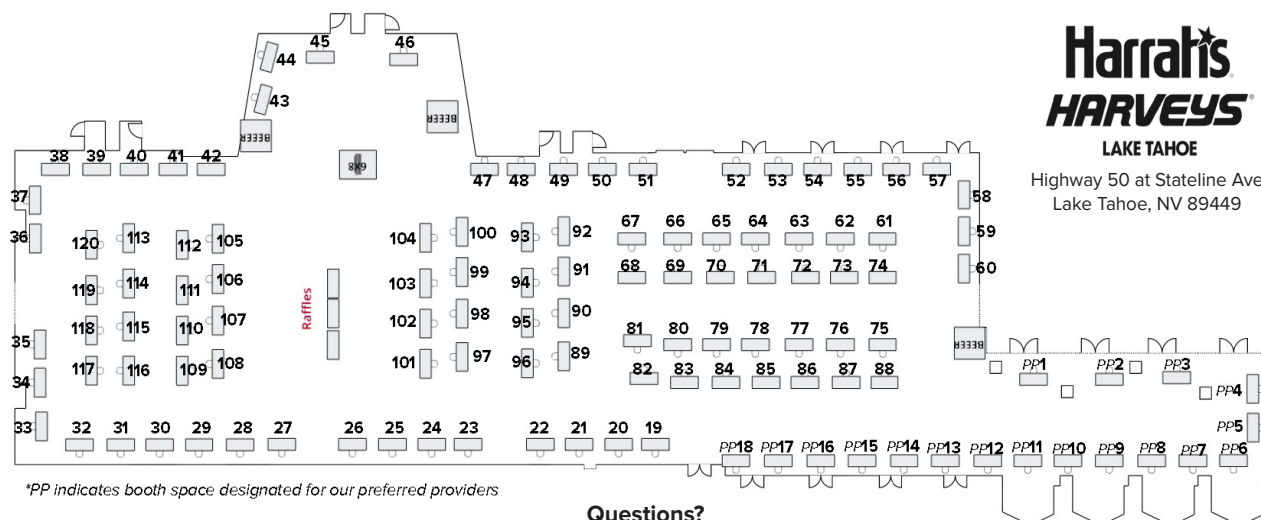 45 46
44
43
BEEER
BEEER
38 39 40 41 42
6X8
47 48 49 50 51 52 53 54 55 56 57
37
36
58
59
60
120 113 112 105
119 114 111 106
118 115 110 107
117 116 109 108
Raffles
104 100 93 92
103 99 94 91
102 98 95 90
101 97 96 89
67 66 65 64 63 62 61
68 69 70 71 72 73 74
81 80 79 78 77 76 75
82 83 84 85 86 87 88
BEEER
35
34
33
32 31 30 29 28 27 26 25 24 23 22 21 20 19
PP1 PP2 PP3
PP4
PP5
PP18 PP17 PP16 PP15 PP14 PP13 PP12 PP11 PP10 PP9 PP8 PP7 PP6
*PP indicates booth space designated for our preferred providers
Harrah's
HARVEYS
LAKE TAHOE
Highway 50 at Stateline Ave
Lake Tahoe, NV 89449
Questions?